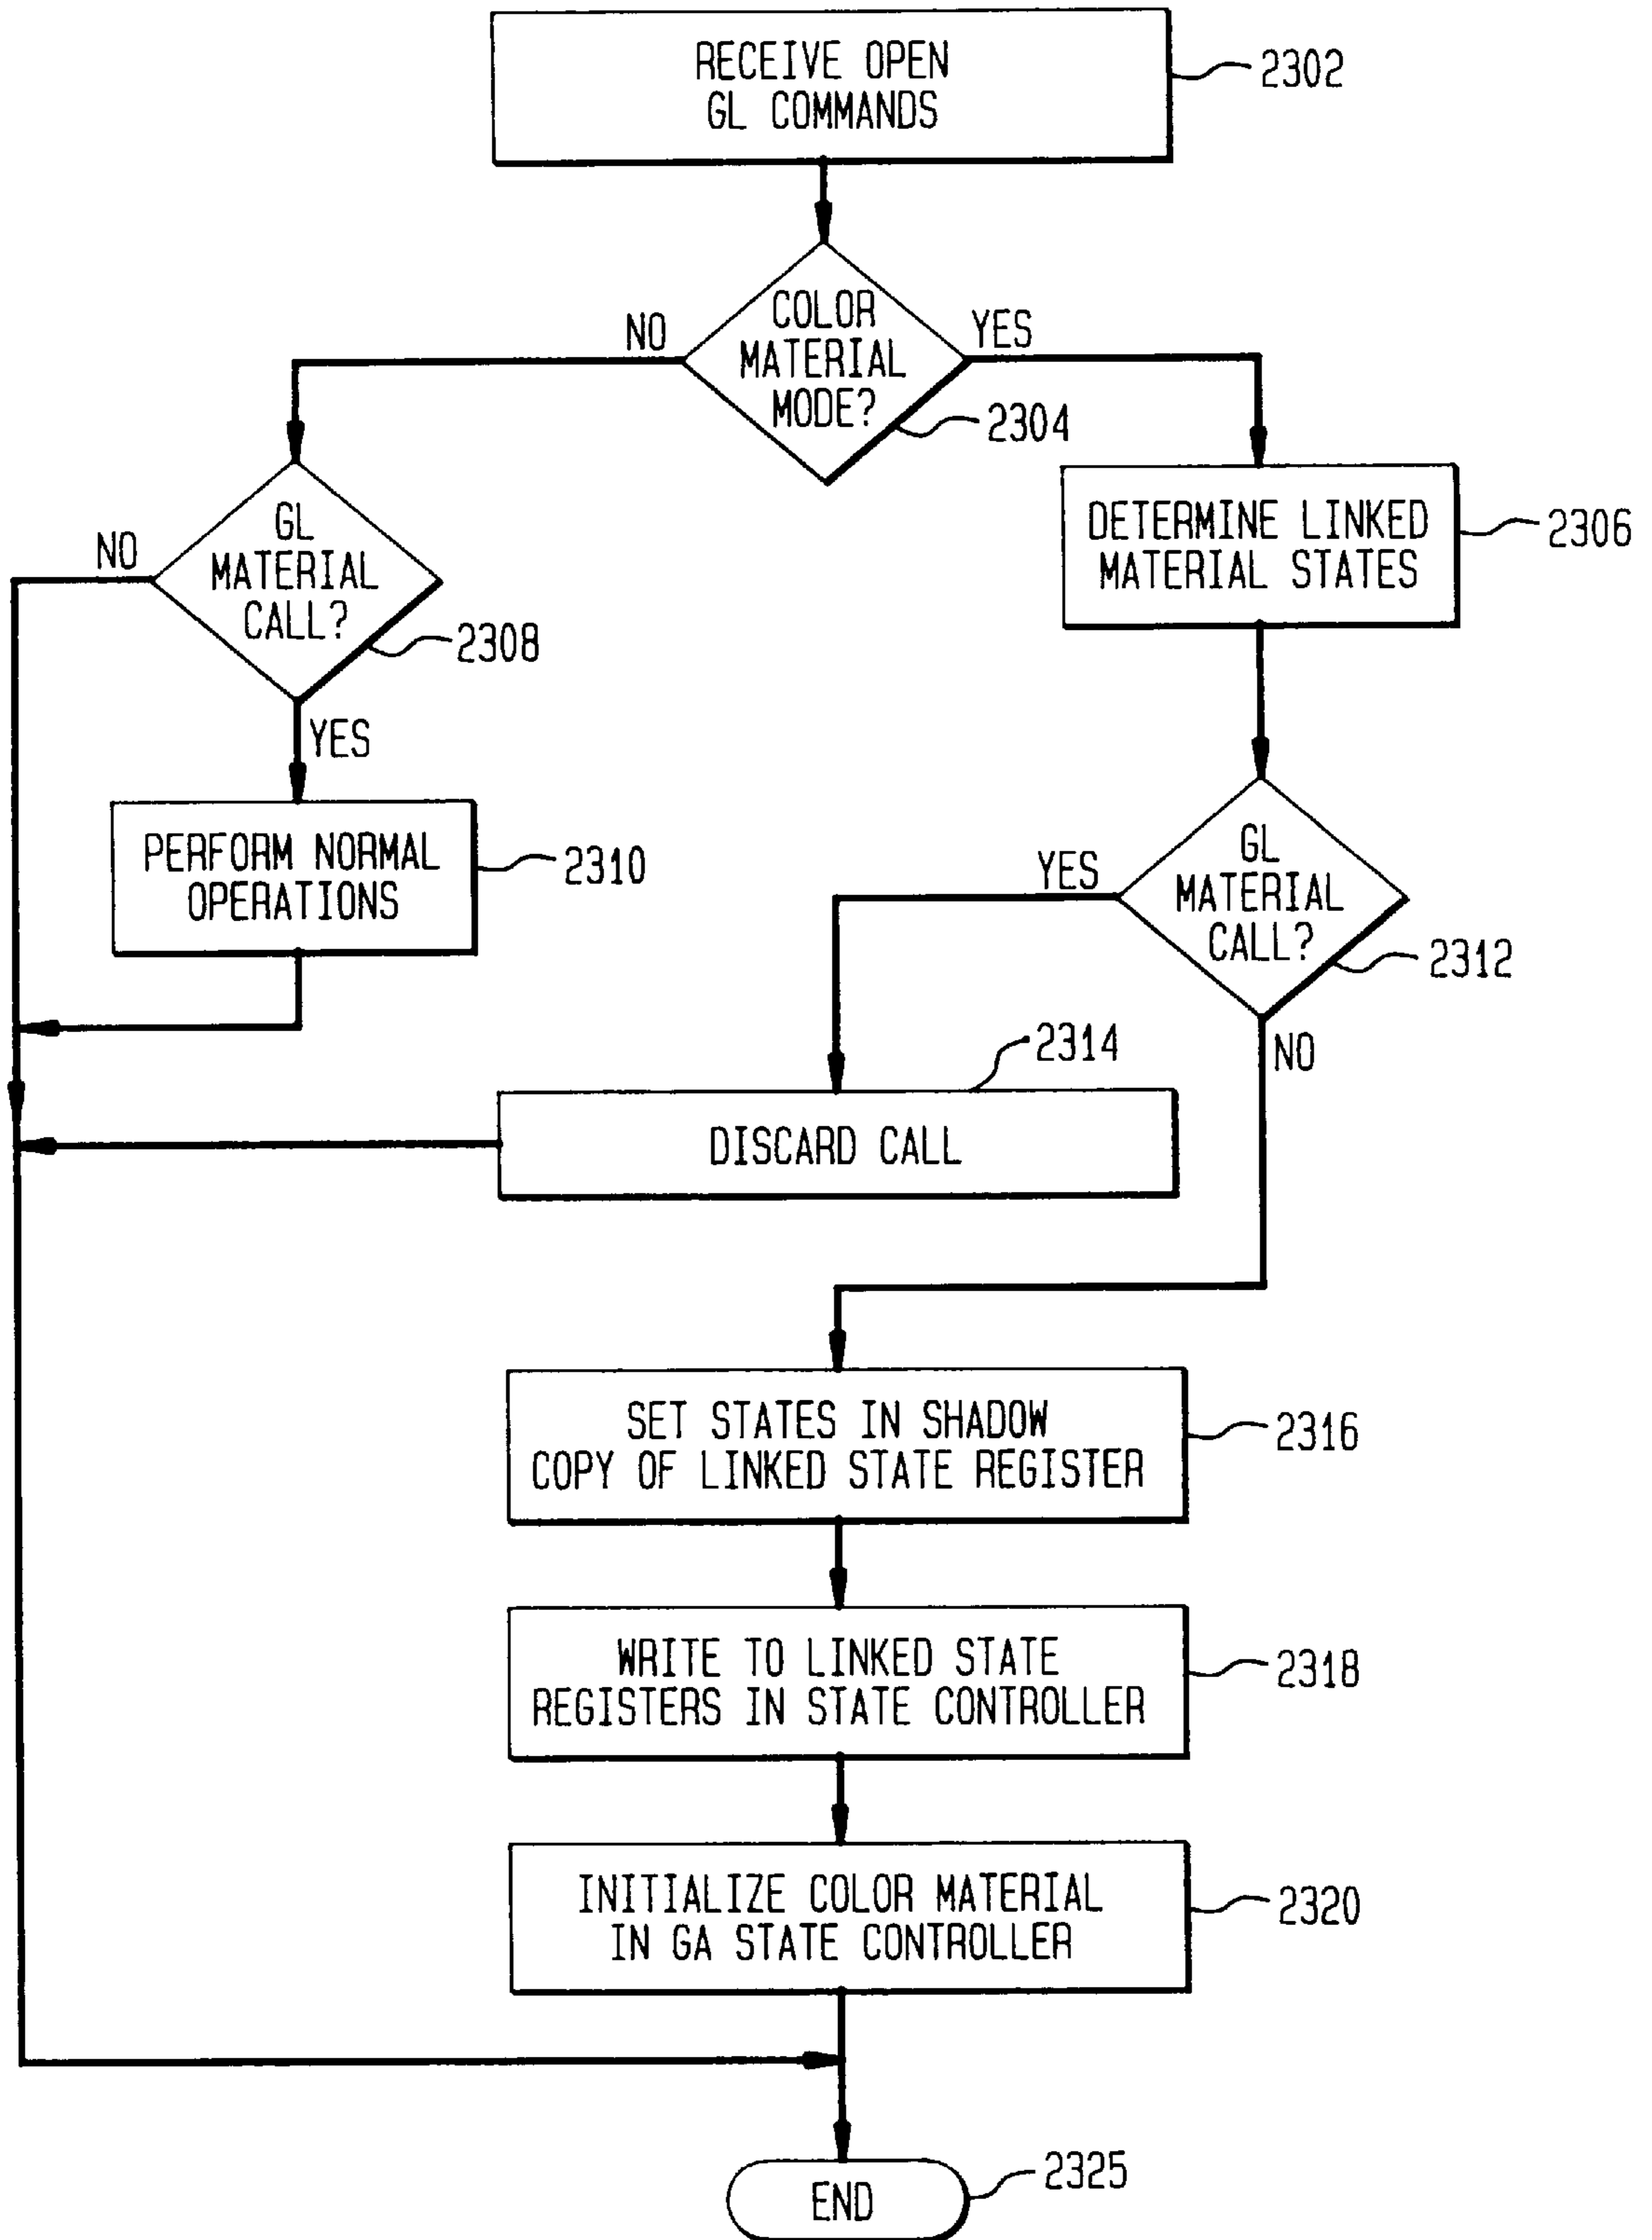 RECEIVE OPEN
GL COMMANDS
2302
COLOR
MATERIAL
MODE?
NO
YES
2304
DETERMINE LINKED
MATERIAL STATES
2306
GL
MATERIAL
CALL?
NO
2308
YES
PERFORM NORMAL
OPERATIONS
2310
GL
MATERIAL
CALL?
YES
2312
NO
2314
DISCARD CALL
SET STATES IN SHADOW
COPY OF LINKED STATE REGISTER
2316
WRITE TO LINKED STATE
REGISTERS IN STATE CONTROLLER
2318
INITIALIZE COLOR MATERIAL
IN GA STATE CONTROLLER
2320
END
2325